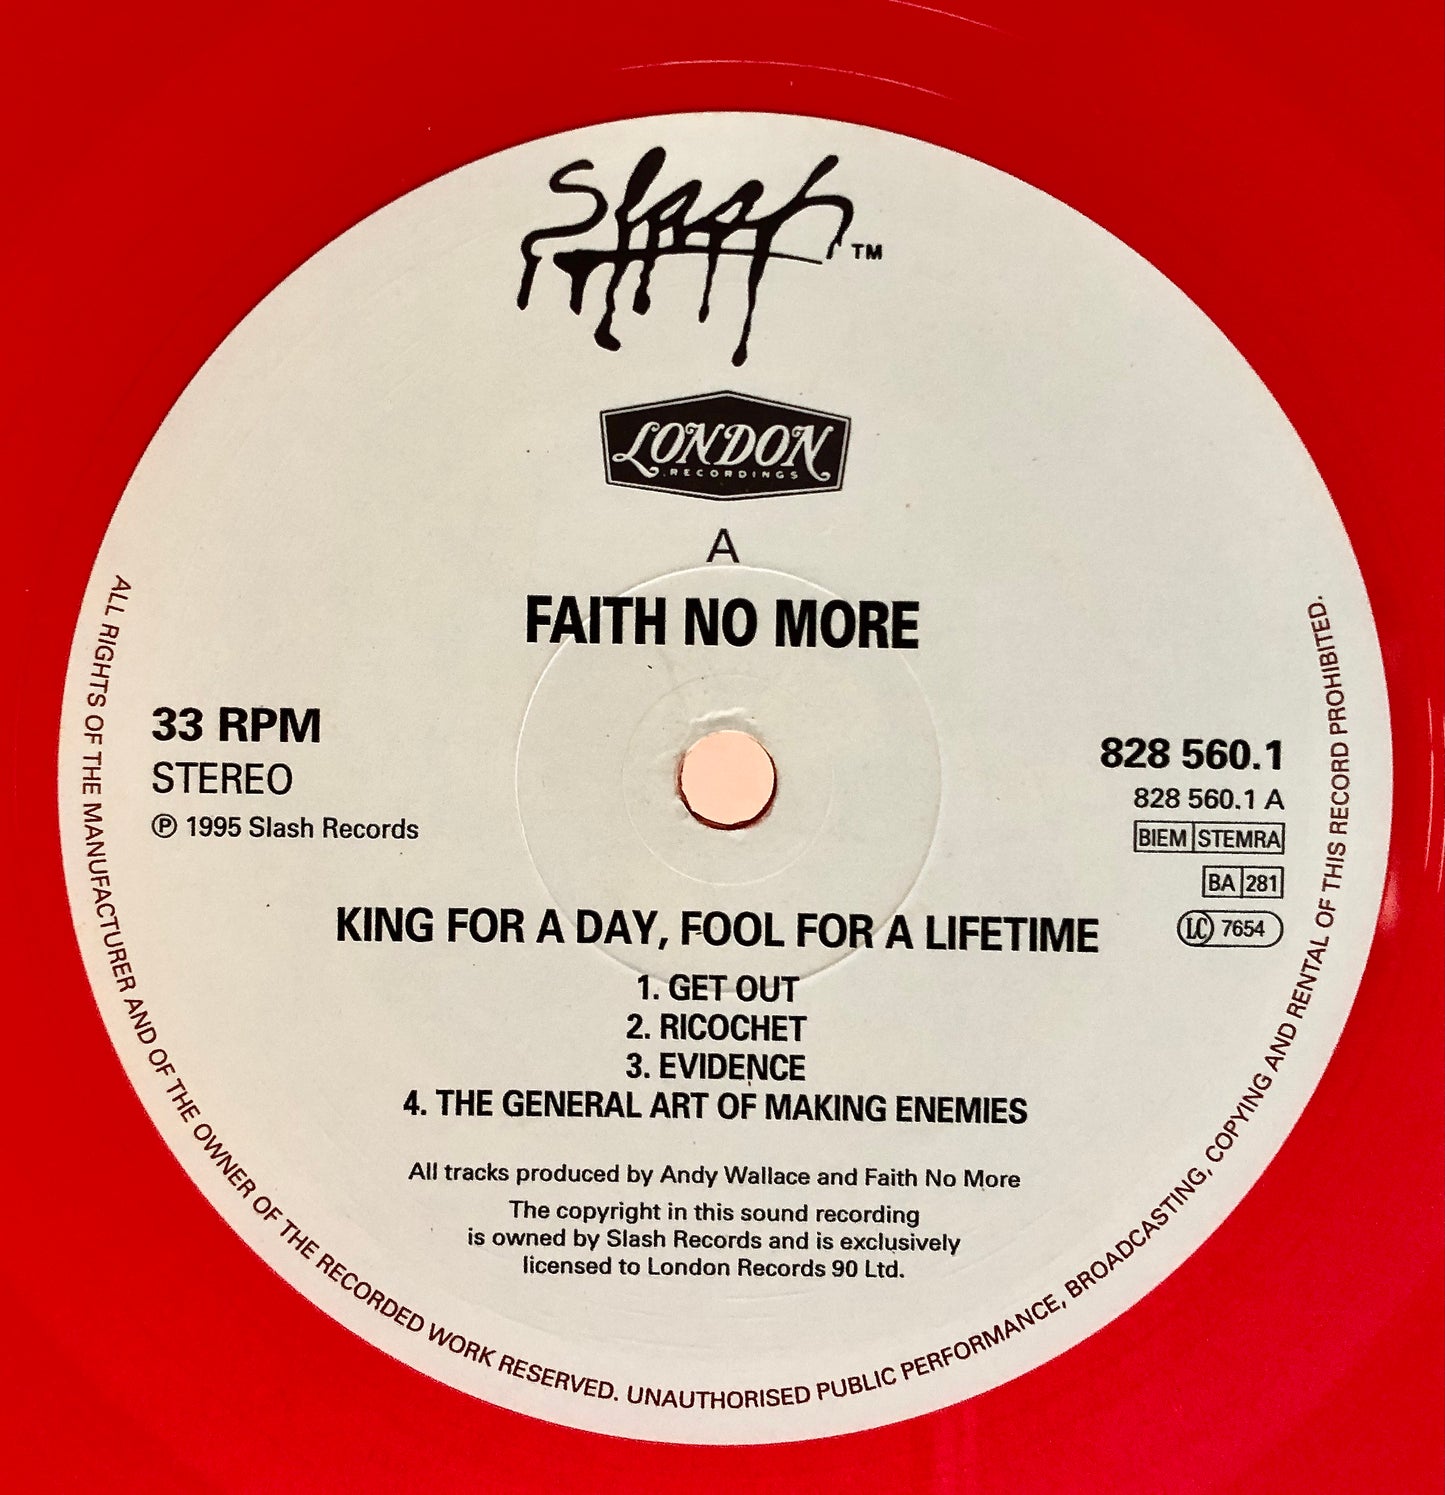 Slash™
LONDON
RECORDINGS
A
FAITH NO MORE
33 RPM
STEREO
℗ 1995 Slash Records
828 560.1
828 560.1 A
BIEM STEMRA
BA 281
LC 7654
KING FOR A DAY, FOOL FOR A LIFETIME
1. GET OUT
2. RICOCHET
3. EVIDENCE
4. THE GENERAL ART OF MAKING ENEMIES
All tracks produced by Andy Wallace and Faith No More
The copyright in this sound recording
is owned by Slash Records and is exclusively
licensed to London Records 90 Ltd.
ALL RIGHTS OF THE MANUFACTURER AND OF THE OWNER OF THE RECORDED WORK RESERVED. UNAUTHORISED PUBLIC PERFORMANCE, BROADCASTING, COPYING AND RENTAL OF THIS RECORD PROHIBITED.